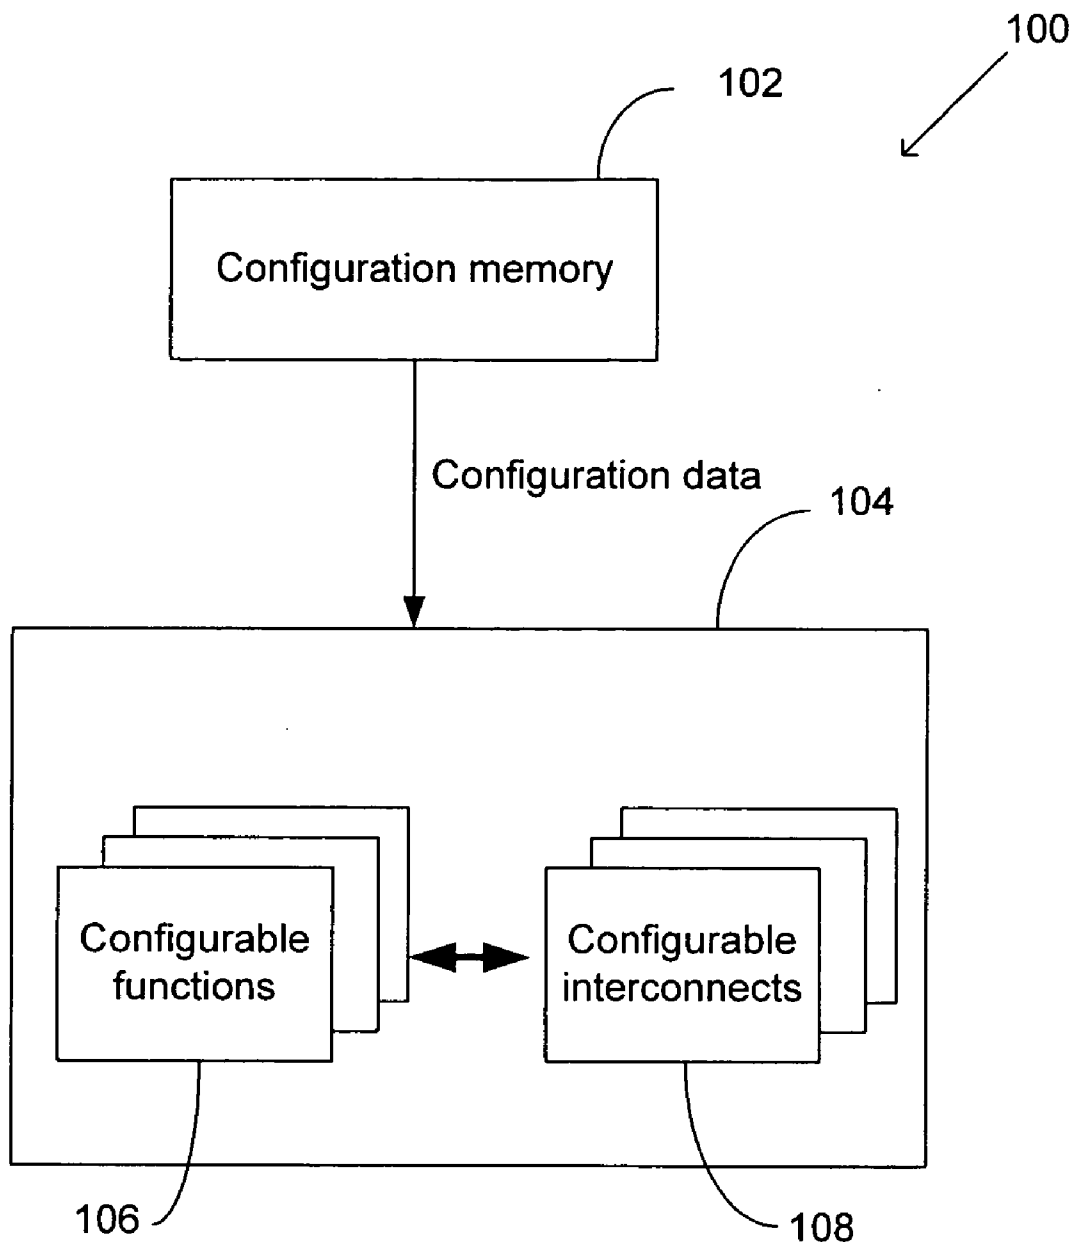 100
102
Configuration memory
Configuration data
104
Configurable
functions
Configurable
interconnects
106
108